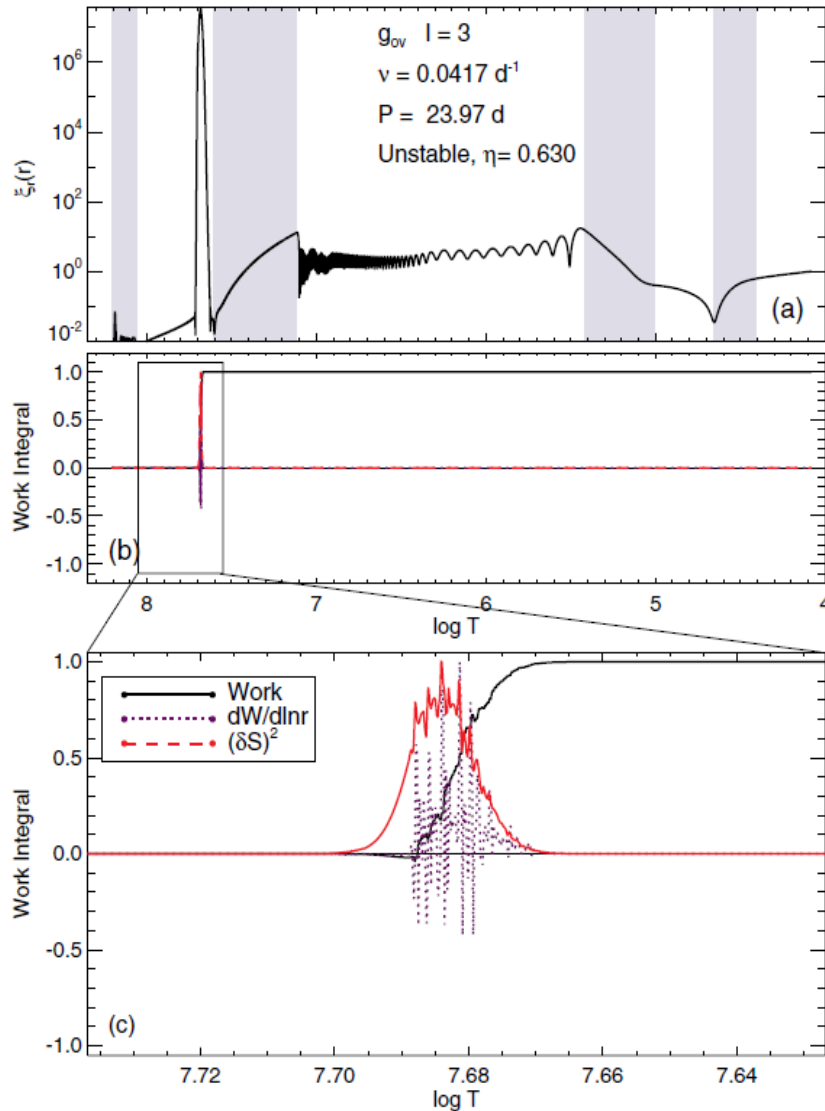 10^6
10^4
10^2
10^0
10^-2
ξ_r(r)
g_ov l = 3
ν = 0.0417 d^-1
P = 23.97 d
Unstable, η= 0.630
(a)
1.0
0.5
0.0
-0.5
-1.0
Work Integral
(b)
8 7 6 5 4
log T
1.0
0.5
0.0
-0.5
-1.0
Work Integral
Work
dW/dlnr
(δS)^2
(c)
7.72 7.70 7.68 7.66 7.64
log T